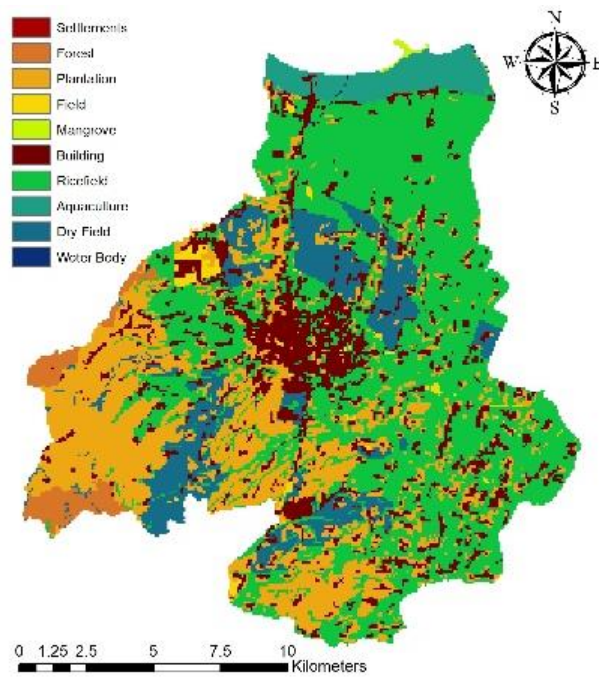 Settlements
Forest
Plantation
Field
Mangrove
Building
Ricefield
Aquaculture
Dry Field
Water Body
N
W E
S
0 1.25 2.5 5 7.5 10
Kilometers